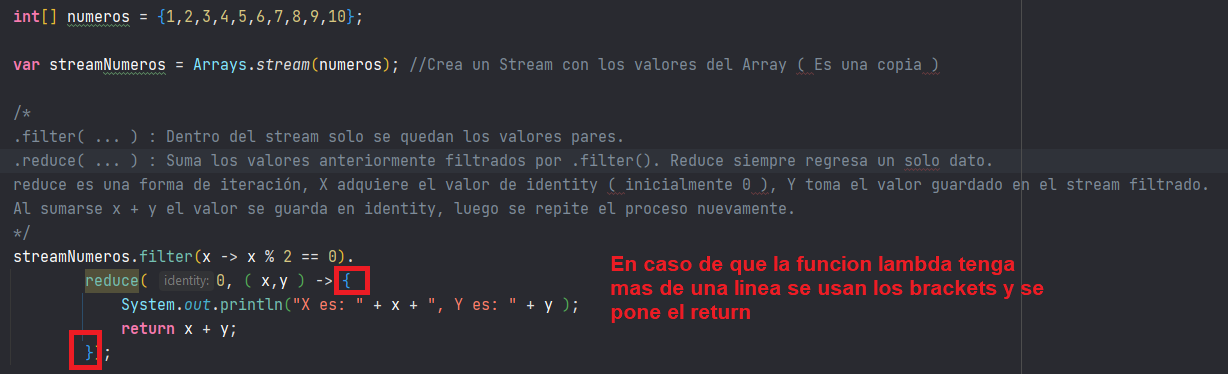 int[] numeros = {1,2,3,4,5,6,7,8,9,10};
var streamNumeros = Arrays.stream(numeros); //Crea un Stream con los valores del Array ( Es una copia )
/*
.filter( ... ) : Dentro del stream solo se quedan los valores pares.
.reduce( ... ) : Suma los valores anteriormente filtrados por .filter(). Reduce siempre regresa un solo dato.
reduce es una forma de iteración, X adquiere el valor de identity ( inicialmente 0 ), Y toma el valor guardado en el stream filtrado.
Al sumarse x + y el valor se guarda en identity, luego se repite el proceso nuevamente.
*/
streamNumeros.filter(x -> x % 2 == 0).
reduce( identity: 0, ( x,y ) -> {
System.out.println("X es: " + x + ", Y es: " + y );
return x + y;
});
En caso de que la funcion lambda tenga
mas de una linea se usan los brackets y se
pone el return